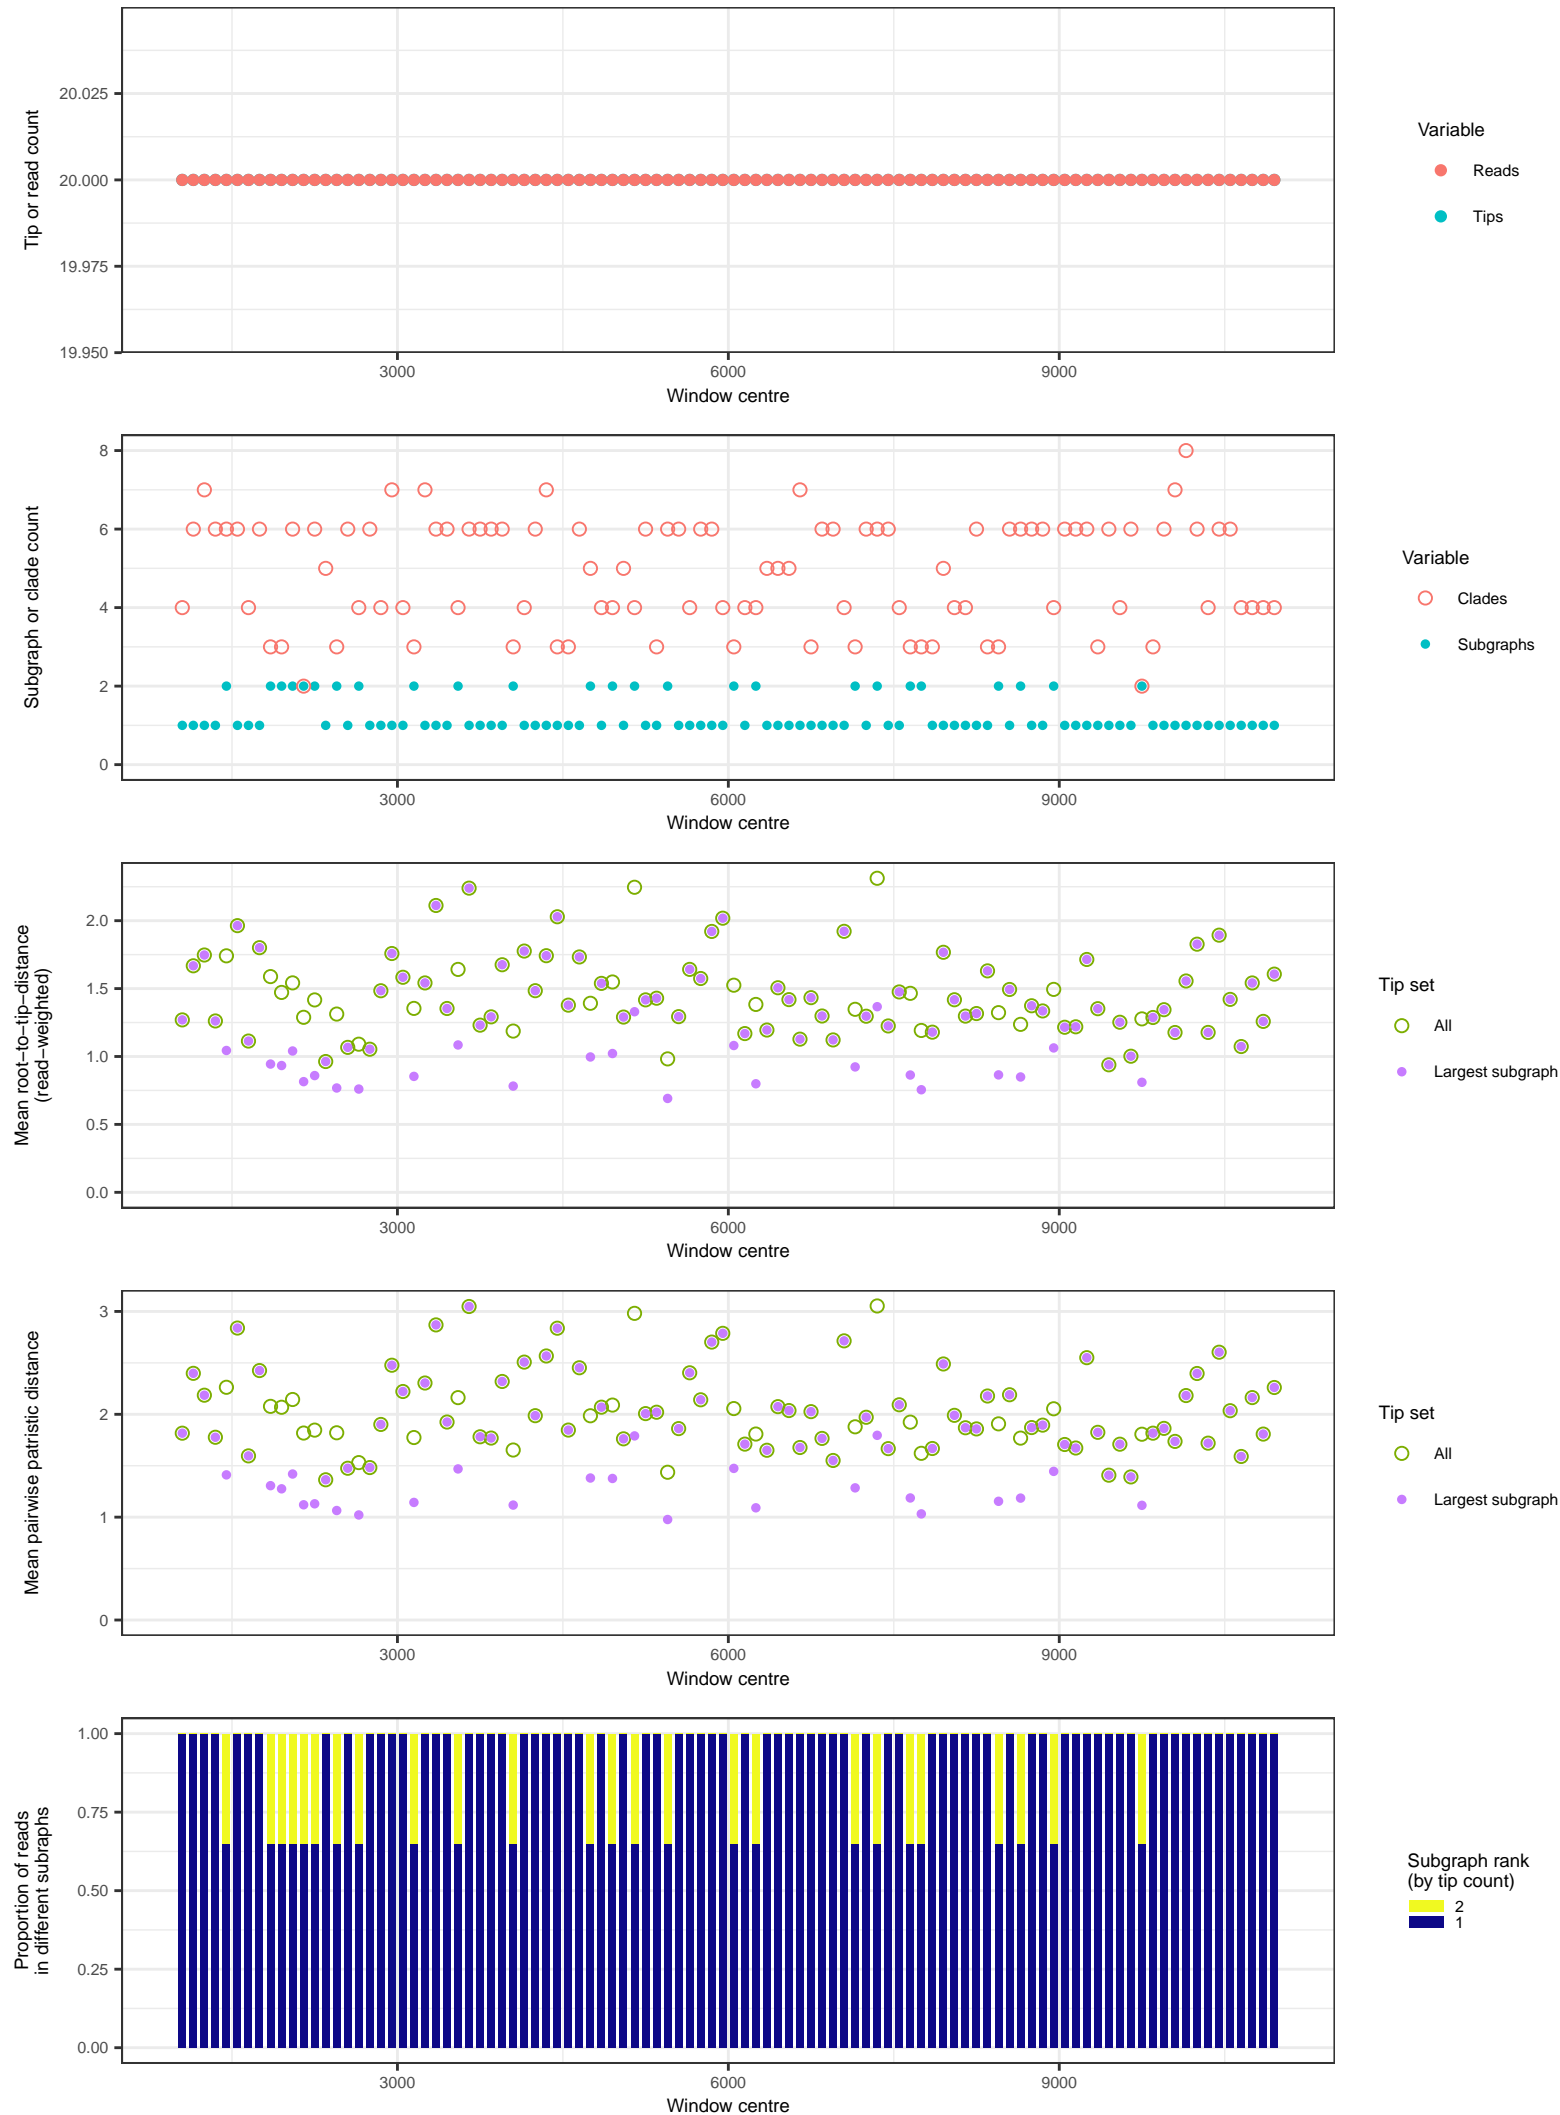 Tip or read count
20.025
20.000
19.975
19.950
3000
6000
9000
Window centre
Variable
Reads
Tips
Subgraph or clade count
8
6
4
2
0
3000
6000
9000
Window centre
Variable
Clades
Subgraphs
Mean root−to−tip−distance
(read−weighted)
2.0
1.5
1.0
0.5
0.0
3000
6000
9000
Window centre
Tip set
All
Largest subgraph
Mean pairwise patristic distance
3
2
1
0
3000
6000
9000
Window centre
Tip set
All
Largest subgraph
Proportion of reads
in different subraphs
1.00
0.75
0.50
0.25
0.00
3000
6000
9000
Window centre
Subgraph rank
(by tip count)
2
1